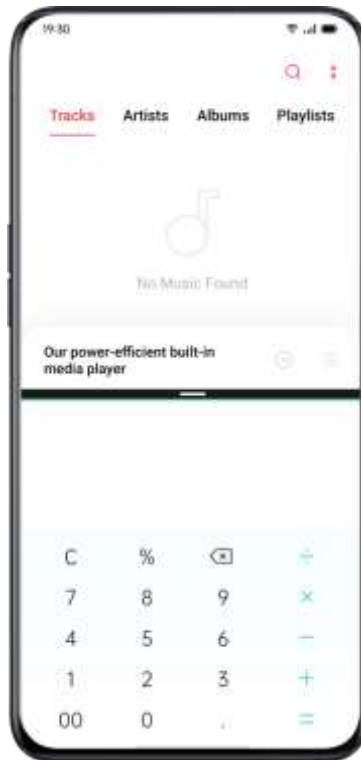 19:30
Tracks Artists Albums Playlists
No Music Found
Our power-efficient built-in
media player
C % ÷
7 8 9 ×
4 5 6 −
1 2 3 +
00 0 . =